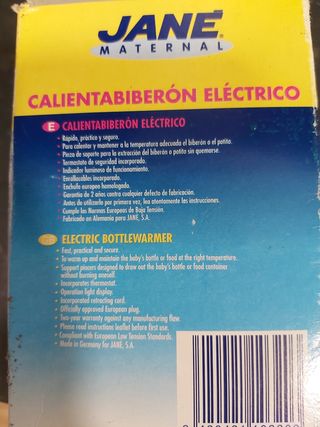 JANÉ®
MATERNAL
CALIENTABIBERÓN ELÉCTRICO
E CALIENTABIBERÓN ELÉCTRICO
• Rápido, práctico y seguro.
• Para calentar y mantener a la temperatura adecuada el biberón o el potito.
• Pinza de soporte para la extracción del biberón o potito sin quemarse.
• Termostato de seguridad incorporado.
• Indicador luminoso de funcionamiento.
• Enrollacables incorporado.
• Enchufe europeo homologado.
• Garantía de 2 años contra cualquier defecto de fabricación.
• Antes de utilizarlo por primera vez, lea atentamente las instrucciones.
• Cumple las Normas Europeas de Baja Tensión.
• Fabricado en Alemania para JANÉ, S.A.
ELECTRIC BOTTLEWARMER
• Fast, practical and secure.
• To warm up and maintain the baby's bottle or food at the right temperature.
• Support pincers designed to draw out the baby's bottle or food container
without burning oneself.
• Incorporates thermostat.
• Operation light display.
• Incorporated retracting cord.
• Officially approved European plug.
• Two-year warranty against any manufacturing flaw.
• Please read instructions leaflet before first use.
• Compliant with European Low Tension Standards.
• Made in Germany for JANÉ, S.A.